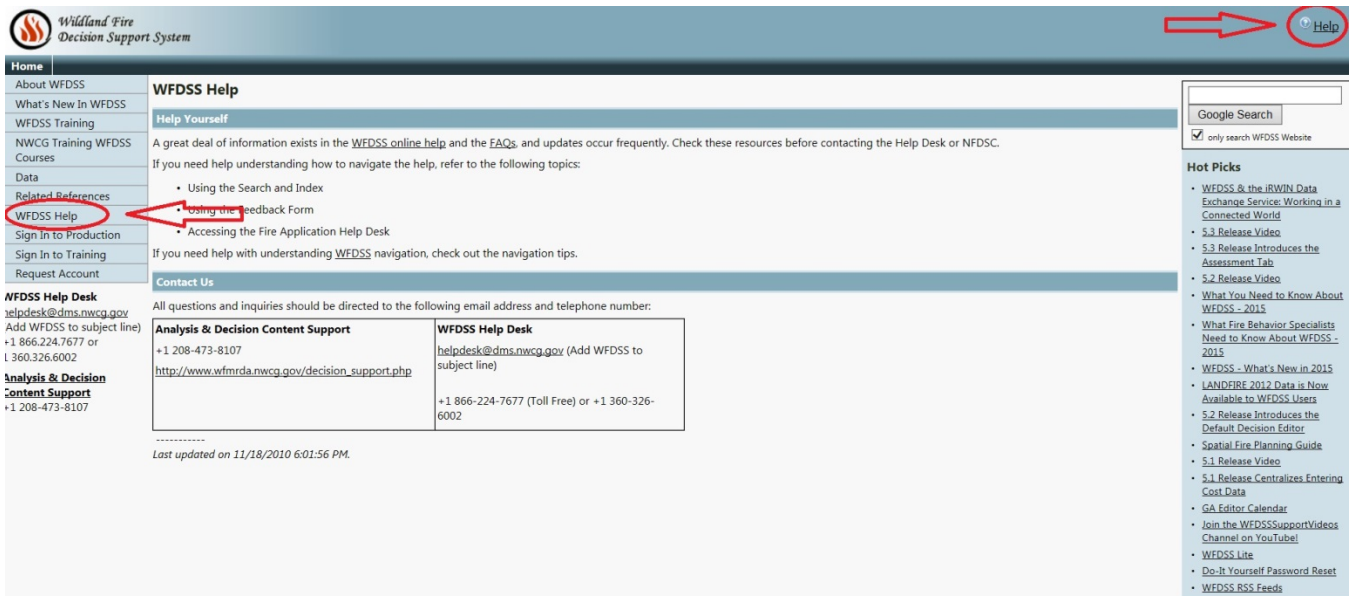 Wildland Fire
Decision Support System
Help
Home
About WFDSS
What's New In WFDSS
WFDSS Training
NWCG Training WFDSS
Courses
Data
Related References
WFDSS Help
Sign In to Production
Sign In to Training
Request Account
WFDSS Help Desk
helpdesk@dms.nwcg.gov
(Add WFDSS to subject line)
+1 866.224.7677 or
1 360.326.6002
Analysis & Decision
Content Support
+1 208-473-8107
WFDSS Help
Help Yourself
A great deal of information exists in the WFDSS online help and the FAQs, and updates occur frequently. Check these resources before contacting the Help Desk or NFDSC.
If you need help understanding how to navigate the help, refer to the following topics:
• Using the Search and Index
• Using the Feedback Form
• Accessing the Fire Application Help Desk
If you need help with understanding WFDSS navigation, check out the navigation tips.
Contact Us
All questions and inquiries should be directed to the following email address and telephone number:
Analysis & Decision Content Support
+1 208-473-8107
http://www.wfmrda.nwcg.gov/decision_support.php
WFDSS Help Desk
helpdesk@dms.nwcg.gov (Add WFDSS to
subject line)
+1 866-224-7677 (Toll Free) or +1 360-326-
6002
-----------
Last updated on 11/18/2010 6:01:56 PM.
Google Search
only search WFDSS Website
Hot Picks
• WFDSS & the iRWIN Data
Exchange Service: Working in a
Connected World
• 5.3 Release Video
• 5.3 Release Introduces the
Assessment Tab
• 5.2 Release Video
• What You Need to Know About
WFDSS - 2015
• What Fire Behavior Specialists
Need to Know About WFDSS -
2015
• WFDSS - What's New in 2015
• LANDFIRE 2012 Data is Now
Available to WFDSS Users
• 5.2 Release Introduces the
Default Decision Editor
• Spatial Fire Planning Guide
• 5.1 Release Video
• 5.1 Release Centralizes Entering
Cost Data
• GA Editor Calendar
• Join the WFDSSSupportVideos
Channel on YouTube!
• WFDSS Lite
• Do-It Yourself Password Reset
• WFDSS RSS Feeds